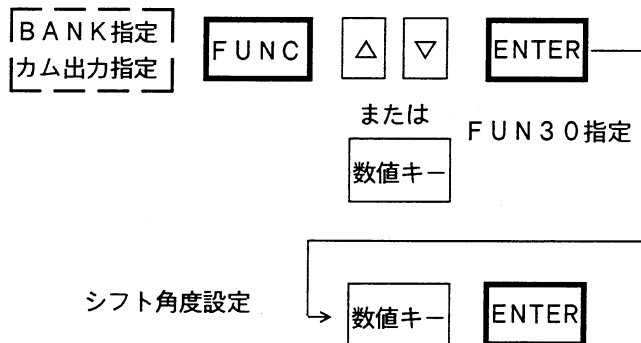 BANK指定
カム出力指定
FUNC △ ▽ ENTER
または
数値キー
FUN30指定
シフト角度設定
数値キー ENTER